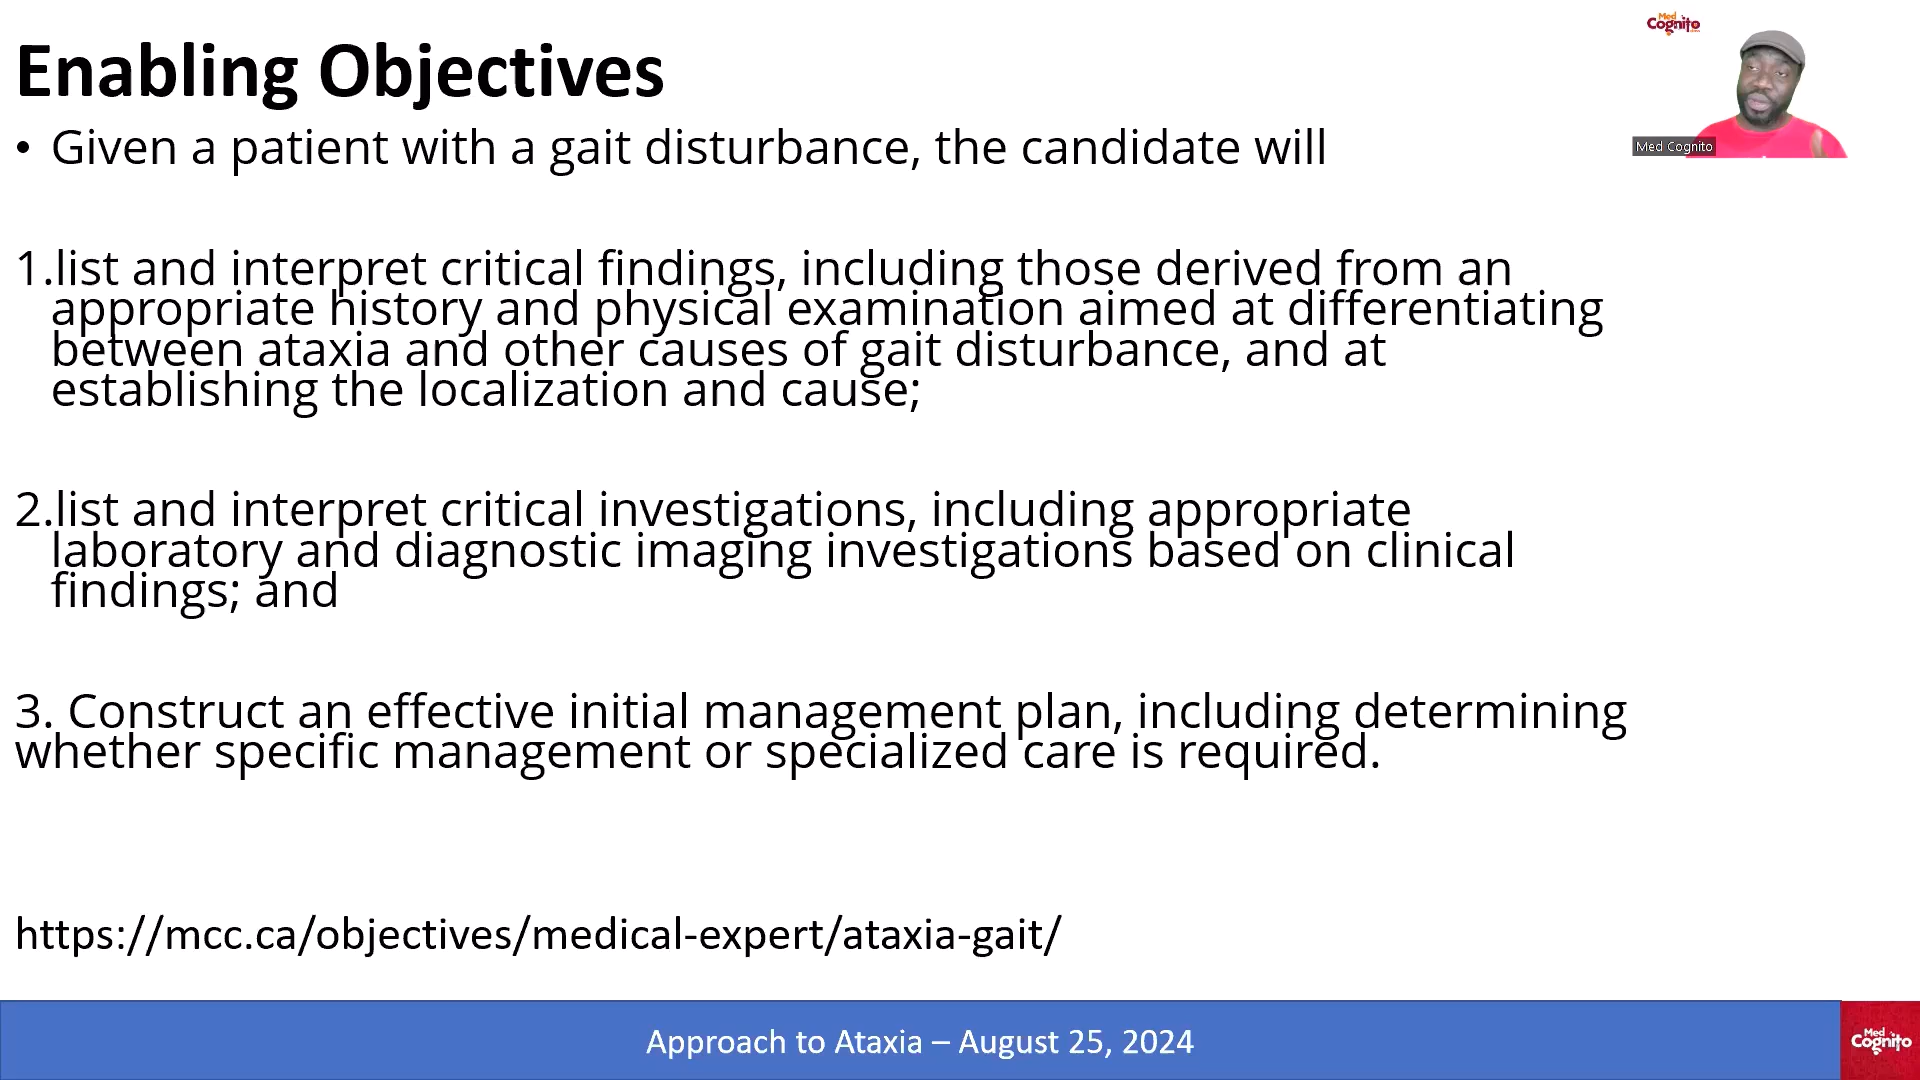 Enabling Objectives
• Given a patient with a gait disturbance, the candidate will
1.list and interpret critical findings, including those derived from an
appropriate history and physical examination aimed at differentiating
between ataxia and other causes of gait disturbance, and at
establishing the localization and cause;
2.list and interpret critical investigations, including appropriate
laboratory and diagnostic imaging investigations based on clinical
findings; and
3. Construct an effective initial management plan, including determining
whether specific management or specialized care is required.
https://mcc.ca/objectives/medical-expert/ataxia-gait/
Approach to Ataxia – August 25, 2024
Med
Cognito
Med Cognito
Med
Cognito